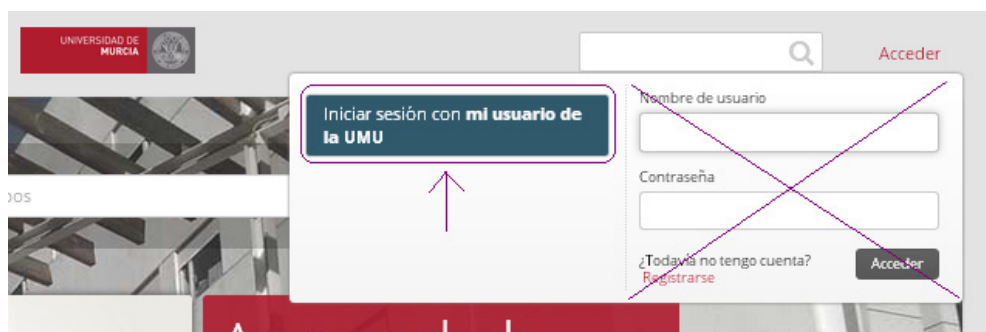 UNIVERSIDAD DE
MURCIA
Acceder
Iniciar sesión con mi usuario de
la UMU
Nombre de usuario
Contraseña
¿Todavía no tengo cuenta?
Registrarse
Acceder